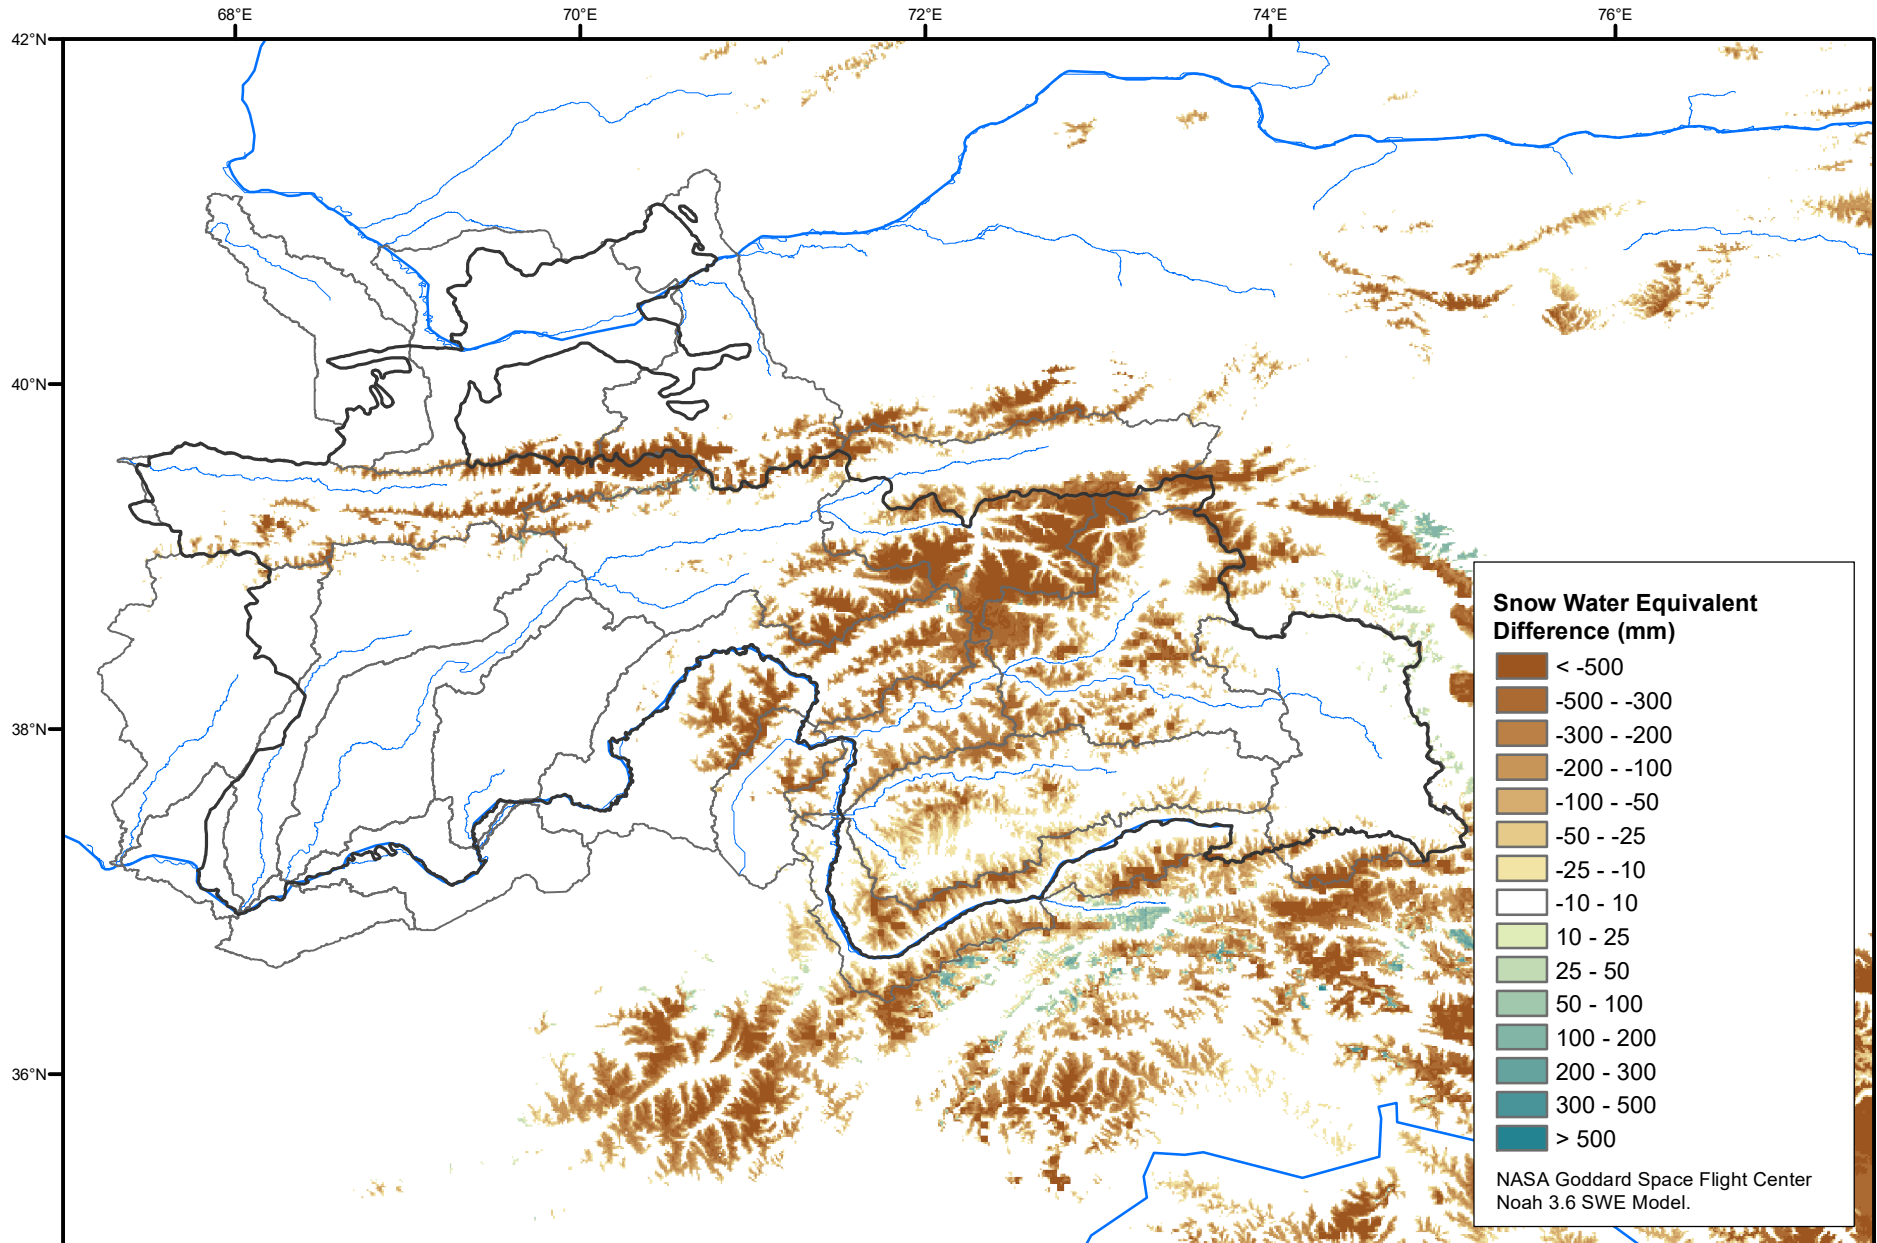 68°E 70°E 72°E 74°E 76°E
42°N
40°N
38°N
36°N
Snow Water Equivalent
Difference (mm)
< -500
-500 - -300
-300 - -200
-200 - -100
-100 - -50
-50 - -25
-25 - -10
-10 - 10
10 - 25
25 - 50
50 - 100
100 - 200
200 - 300
300 - 500
> 500
NASA Goddard Space Flight Center
Noah 3.6 SWE Model.